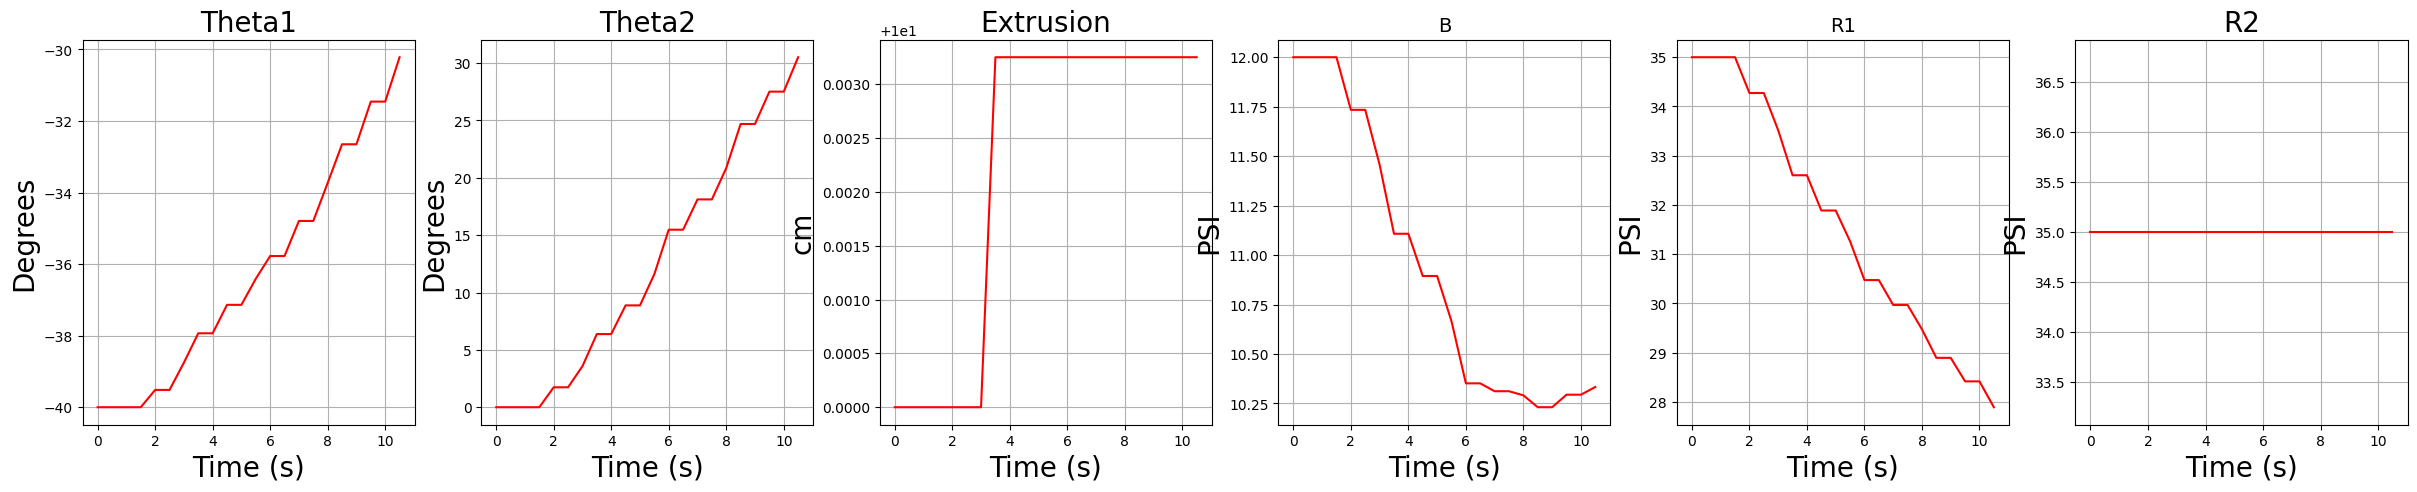 Theta1
Degrees
−30
−32
−34
−36
−38
−40
0 2 4 6 8 10
Time (s)
Theta2
Degrees
30
25
20
15
10
5
0
0 2 4 6 8 10
Time (s)
Extrusion
+1e1
cm
0.0030
0.0025
0.0020
0.0015
0.0010
0.0005
0.0000
0 2 4 6 8 10
Time (s)
B
PSI
12.00
11.75
11.50
11.25
11.00
10.75
10.50
10.25
0 2 4 6 8 10
Time (s)
R1
PSI
35
34
33
32
31
30
29
28
0 2 4 6 8 10
Time (s)
R2
PSI
36.5
36.0
35.5
35.0
34.5
34.0
33.5
0 2 4 6 8 10
Time (s)